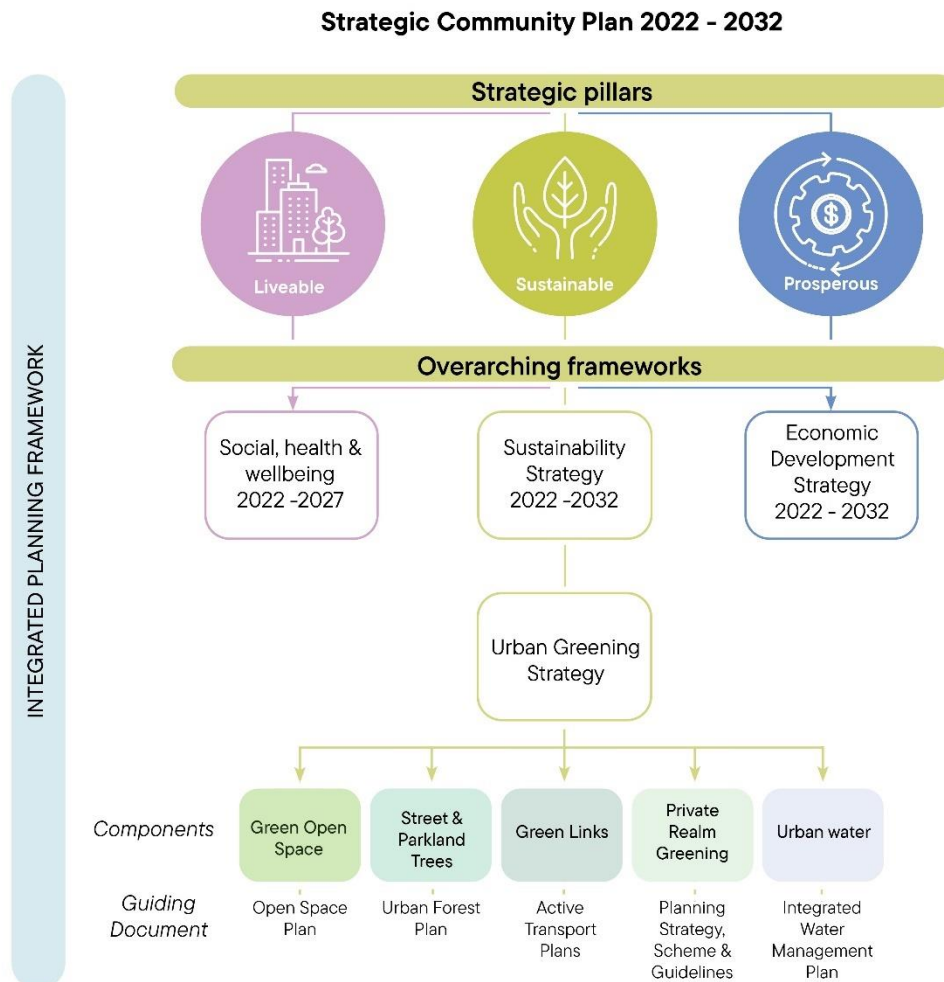 Strategic Community Plan 2022 - 2032
Strategic pillars
Liveable
Sustainable
Prosperous
$
Overarching frameworks
Social, health &
wellbeing
2022 -2027
Sustainability
Strategy
2022 -2032
Economic
Development
Strategy
2022 - 2032
INTEGRATED PLANNING FRAMEWORK
Urban Greening
Strategy
Components
Green Open
Space
Street &
Parkland
Trees
Green Links
Private
Realm
Greening
Urban water
Guiding
Document
Open Space
Plan
Urban Forest
Plan
Active
Transport
Plans
Planning
Strategy,
Scheme &
Guidelines
Integrated
Water
Management
Plan